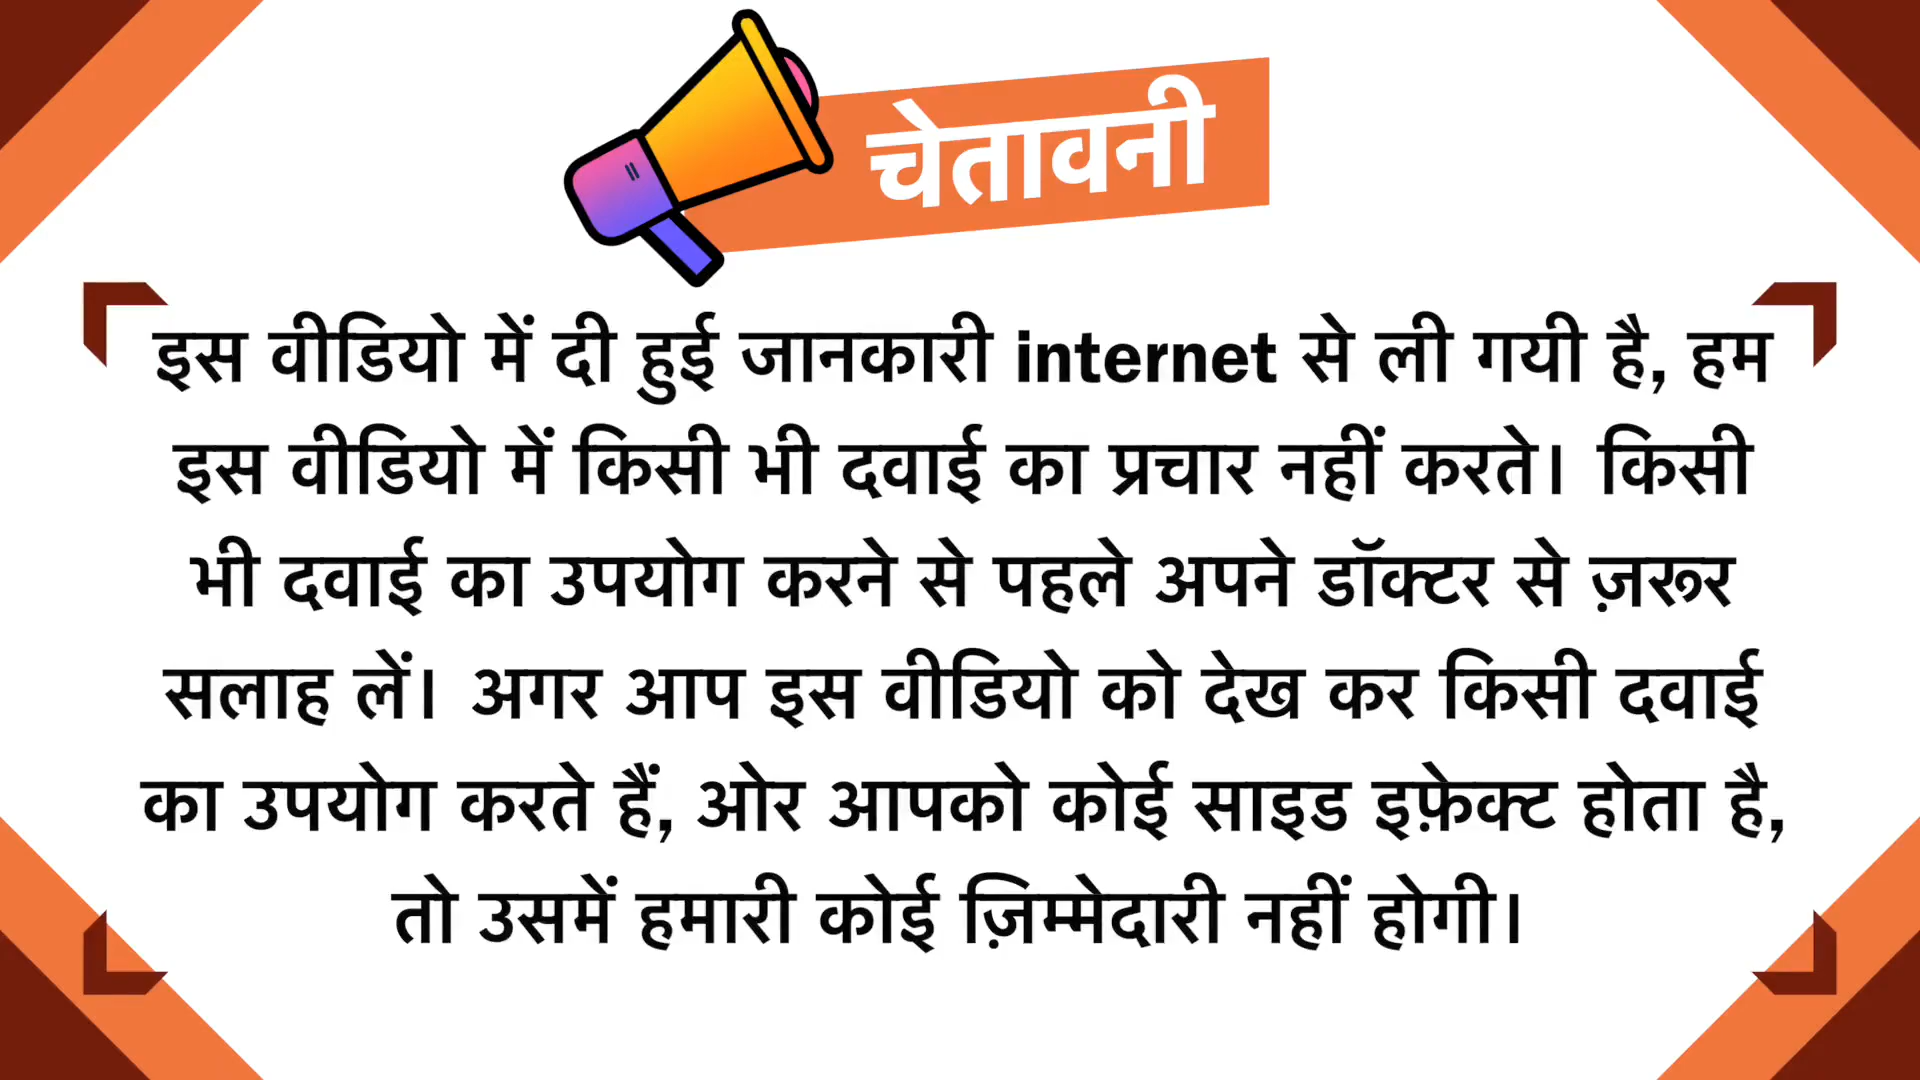 चेतावनी
इस वीडियो में दी हुई जानकारी internet से ली गयी है, हम
इस वीडियो में किसी भी दवाई का प्रचार नहीं करते। किसी
भी दवाई का उपयोग करने से पहले अपने डॉक्टर से ज़रूर
सलाह लें। अगर आप इस वीडियो को देख कर किसी दवाई
का उपयोग करते हैं, ओर आपको कोई साइड इफ़ेक्ट होता है,
तो उसमें हमारी कोई ज़िम्मेदारी नहीं होगी।